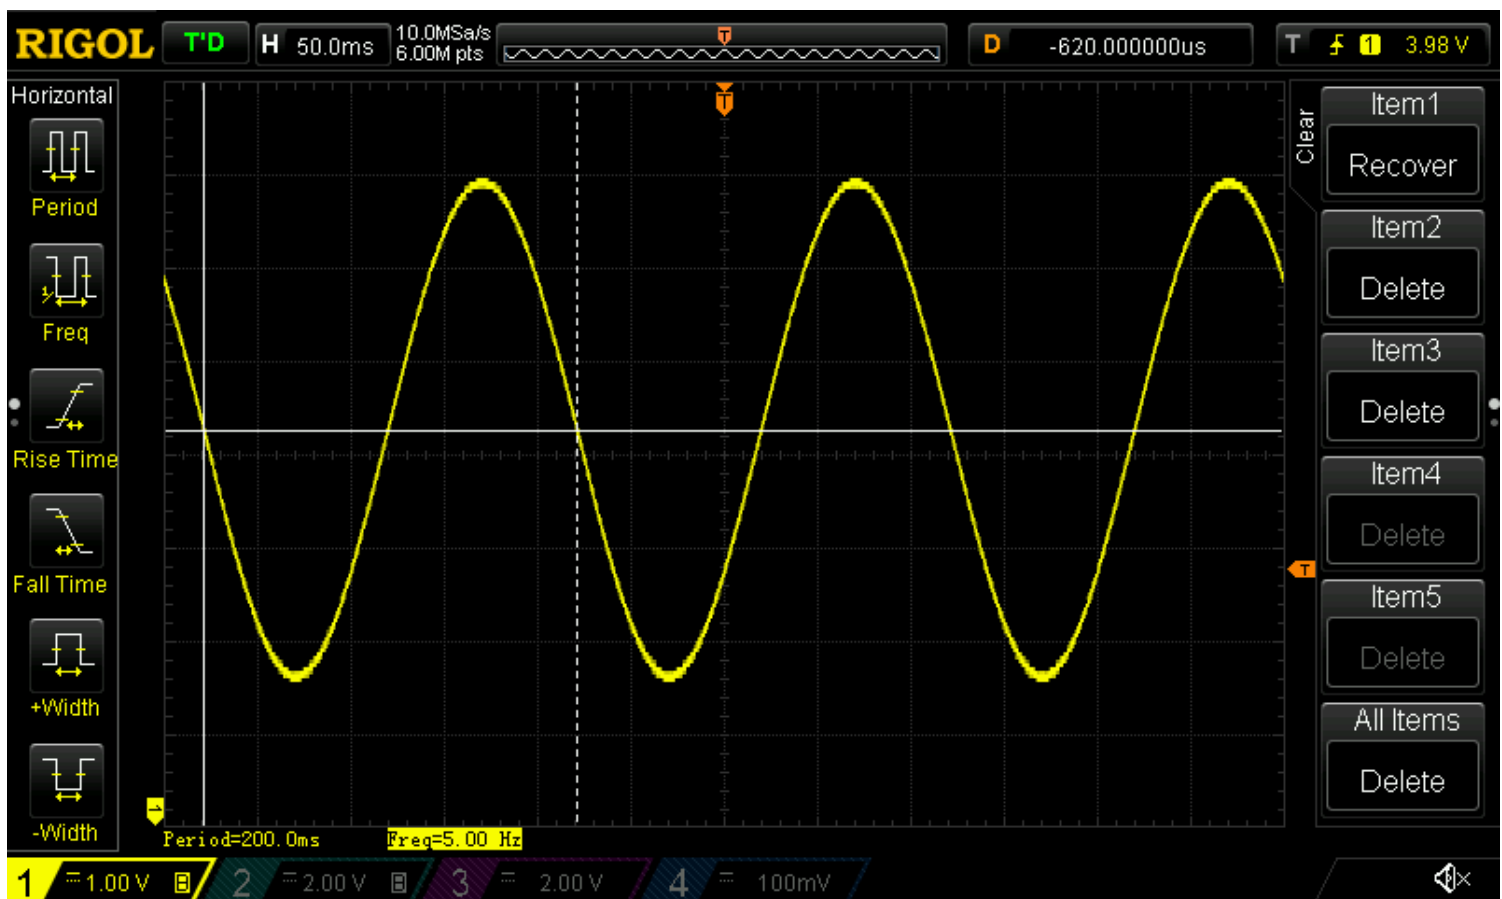 RIGOL T'D H 50.0ms 10.0MSa/s 6.00M pts T D -620.000000us T 1 3.98 V
Horizontal
Period
Freq
Rise Time
Fall Time
+Width
-Width
T
T
Clear
Item1
Recover
Item2
Delete
Item3
Delete
Item4
Delete
Item5
Delete
All Items
Delete
Period=200.0ms Freq=5.00 Hz
1 1.00 V B 2 2.00 V B 3 2.00 V 4 100mV